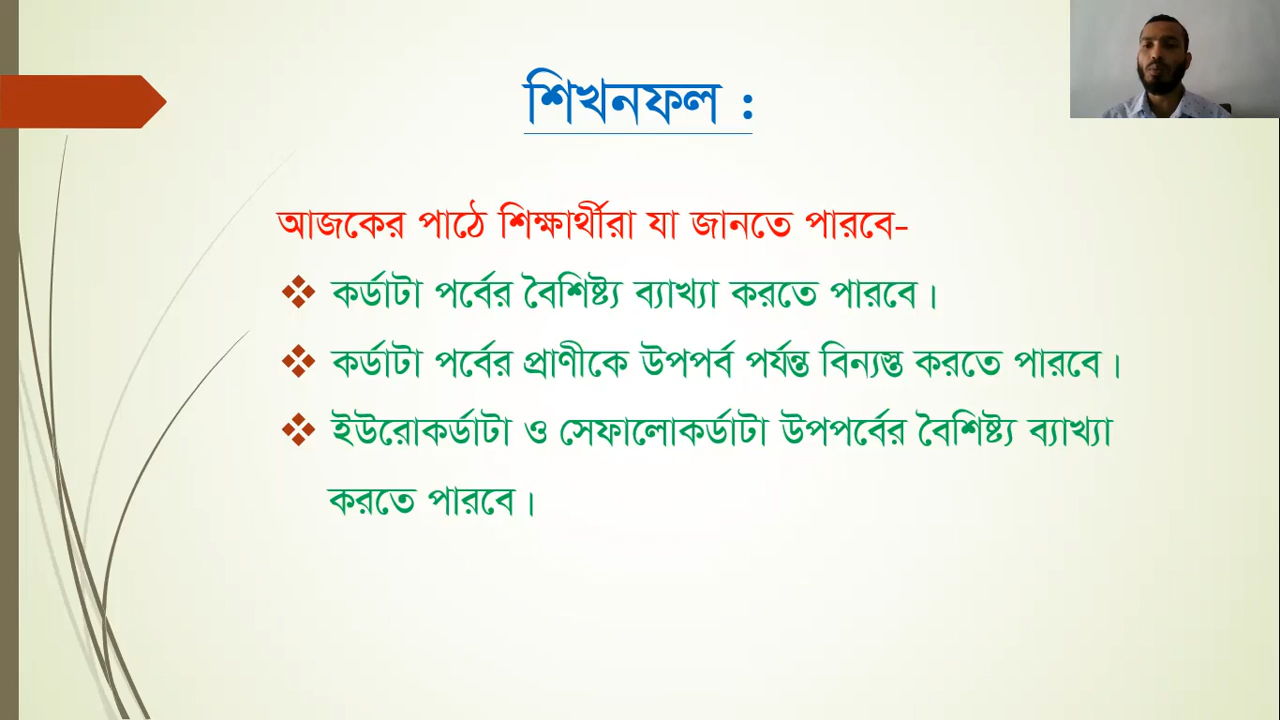 শিখনফল :
আজকের পাঠে শিক্ষার্থীরা যা জানতে পারবে-
❖ কর্ডাটা পর্বের বৈশিষ্ট্য ব্যাখ্যা করতে পারবে।
❖ কর্ডাটা পর্বের প্রাণীকে উপপর্ব পর্যন্ত বিন্যস্ত করতে পারবে।
❖ ইউরোকর্ডাটা ও সেফালোকর্ডাটা উপপর্বের বৈশিষ্ট্য ব্যাখ্যা
করতে পারবে।